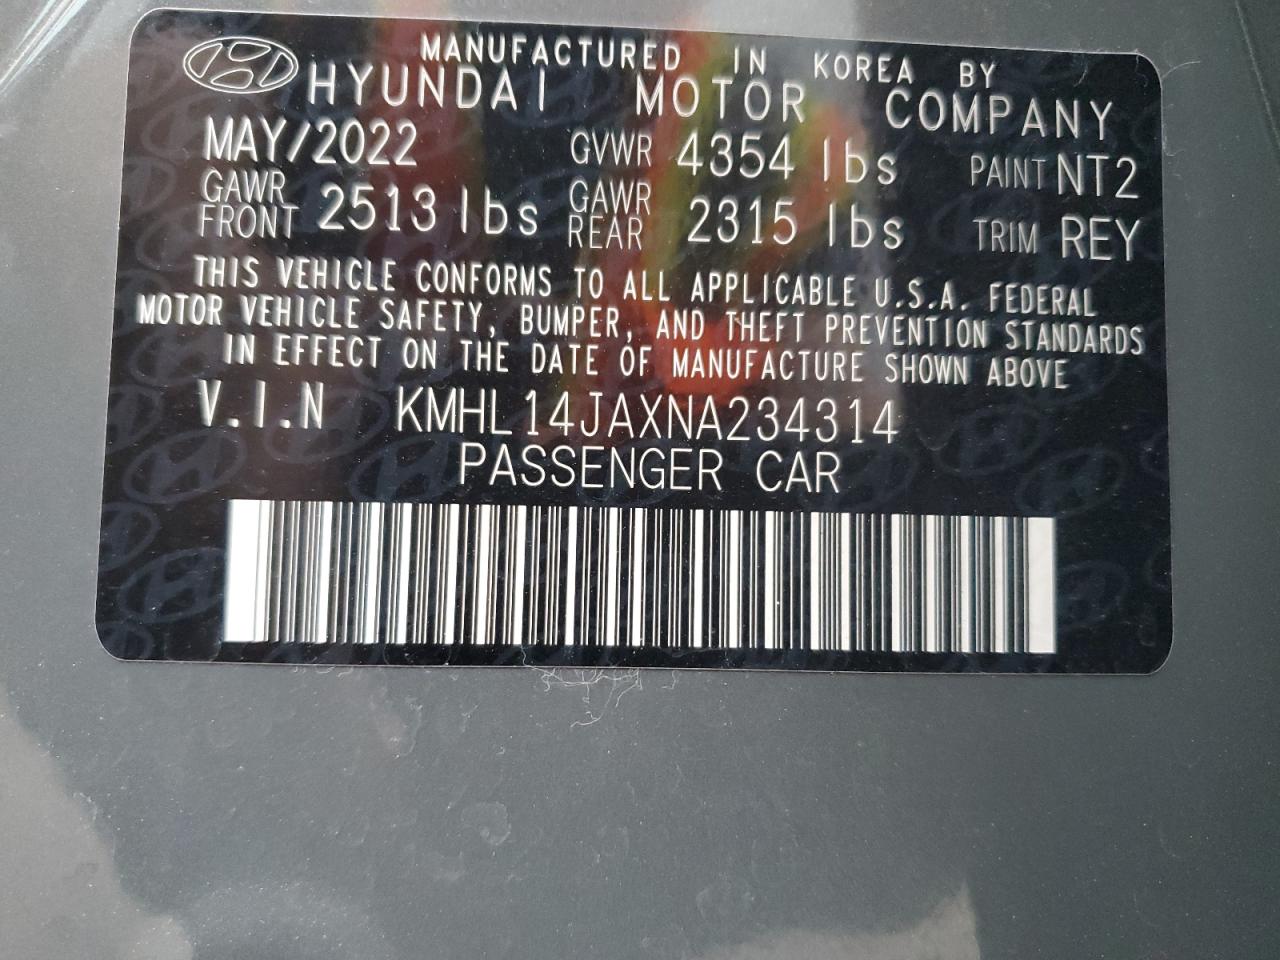 MANUFACTURED IN KOREA BY
HYUNDAI MOTOR COMPANY
MAY/2022 GVWR 4354 lbs PAINT NT2
GAWR FRONT 2513 lbs GAWR REAR 2315 lbs TRIM REY
THIS VEHICLE CONFORMS TO ALL APPLICABLE U.S.A. FEDERAL
MOTOR VEHICLE SAFETY, BUMPER, AND THEFT PREVENTION STANDARDS
IN EFFECT ON THE DATE OF MANUFACTURE SHOWN ABOVE
V.I.N KMHL14JAXNA234314
PASSENGER CAR